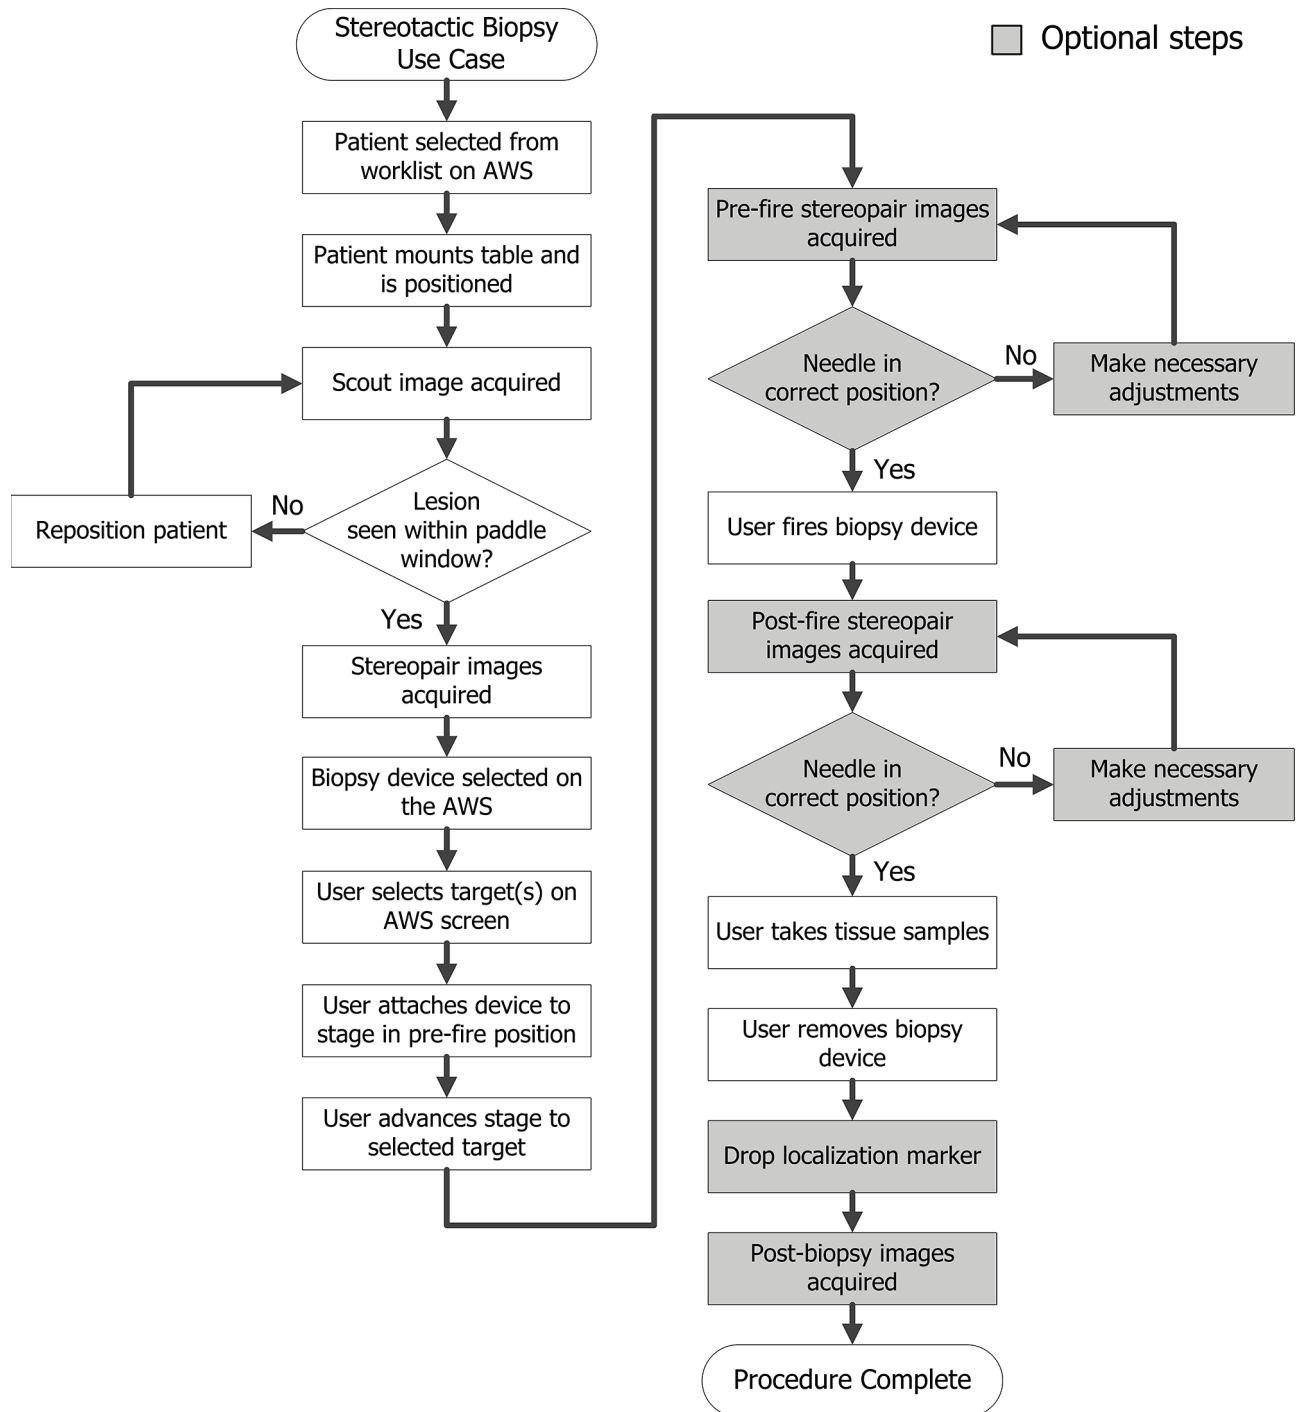 Stereotactic Biopsy
Use Case
Patient selected from
worklist on AWS
Patient mounts table and
is positioned
Scout image acquired
Lesion
seen within paddle
window?
No
Reposition patient
Yes
Stereopair images
acquired
Biopsy device selected on
the AWS
User selects target(s) on
AWS screen
User attaches device to
stage in pre-fire position
User advances stage to
selected target
Optional steps
Pre-fire stereopair images
acquired
Needle in
correct position?
No
Make necessary
adjustments
Yes
User fires biopsy device
Post-fire stereopair
images acquired
Needle in
correct position?
No
Make necessary
adjustments
Yes
User takes tissue samples
User removes biopsy
device
Drop localization marker
Post-biopsy images
acquired
Procedure Complete